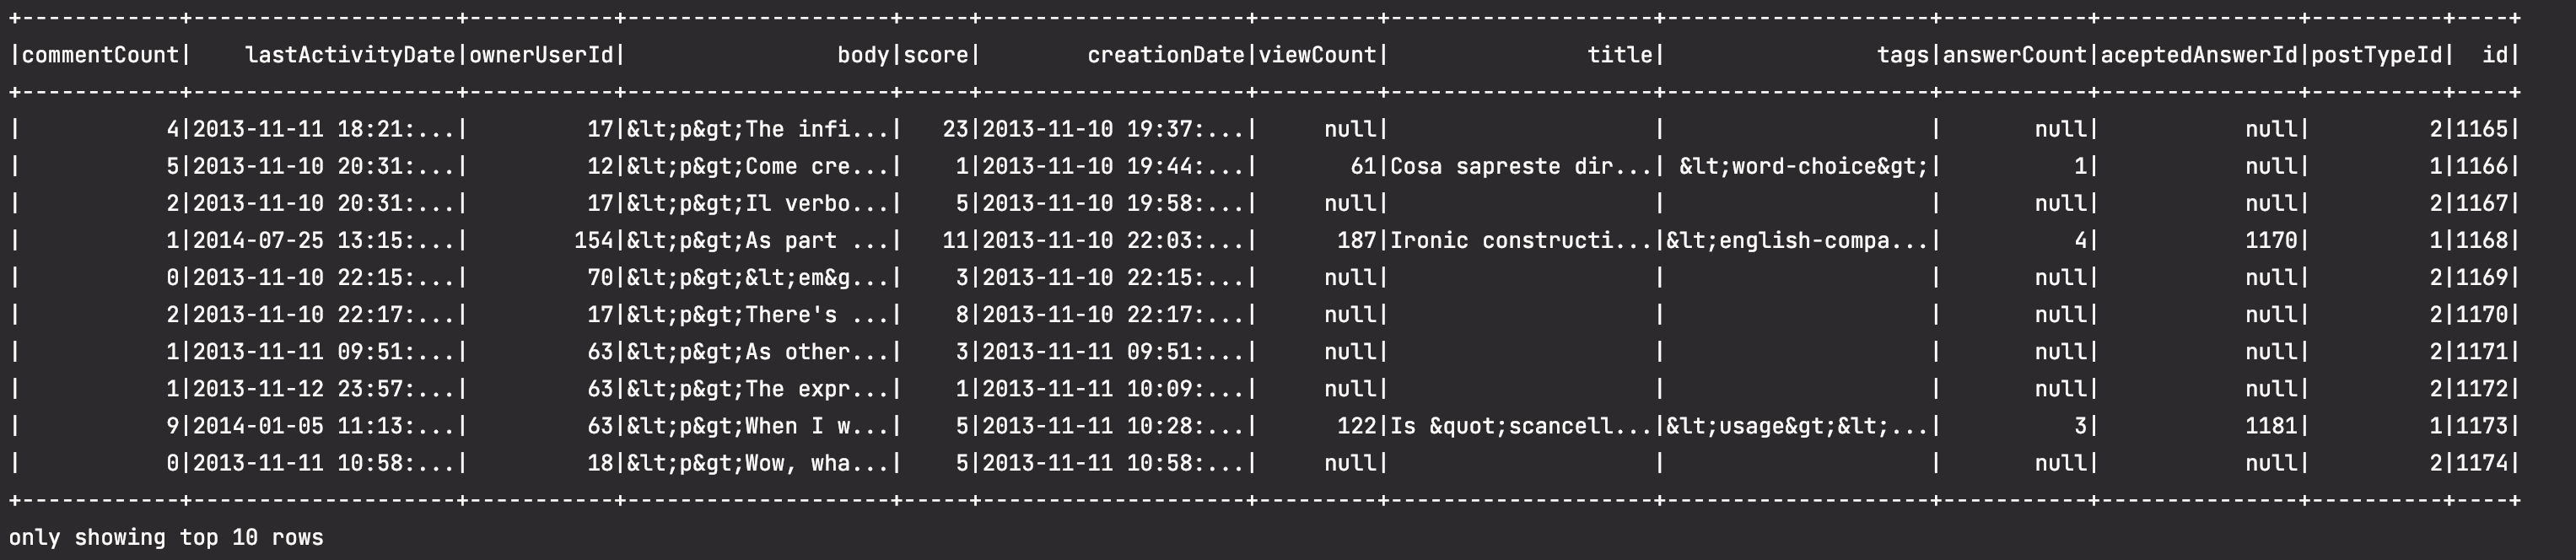 +------------+--------------------+-----------+--------------------+-----+--------------------+---------+--------------------+--------------------+-----------+---------------+----------+----+
|commentCount|    lastActivityDate|ownerUserId|                body|score|        creationDate|viewCount|               title|                tags|answerCount|aceptedAnswerId|postTypeId|  id|
+------------+--------------------+-----------+--------------------+-----+--------------------+---------+--------------------+--------------------+-----------+---------------+----------+----+
|           4|2013-11-11 18:21:...|         17|&lt;p&gt;The infi...|   23|2013-11-10 19:37:...|     null|                    |                    |       null|           null|         2|1165|
|           5|2013-11-10 20:31:...|         12|&lt;p&gt;Come cre...|    1|2013-11-10 19:44:...|       61|Cosa sapreste dir...| &lt;word-choice&gt;|          1|           null|         1|1166|
|           2|2013-11-10 20:31:...|         17|&lt;p&gt;Il verbo...|    5|2013-11-10 19:58:...|     null|                    |                    |       null|           null|         2|1167|
|           1|2014-07-25 13:15:...|        154|&lt;p&gt;As part ...|   11|2013-11-10 22:03:...|      187|Ironic constructi...|&lt;english-compa...|          4|           1170|         1|1168|
|           0|2013-11-10 22:15:...|         70|&lt;p&gt;&lt;em&g...|    3|2013-11-10 22:15:...|     null|                    |                    |       null|           null|         2|1169|
|           2|2013-11-10 22:17:...|         17|&lt;p&gt;There's ...|    8|2013-11-10 22:17:...|     null|                    |                    |       null|           null|         2|1170|
|           1|2013-11-11 09:51:...|         63|&lt;p&gt;As other...|    3|2013-11-11 09:51:...|     null|                    |                    |       null|           null|         2|1171|
|           1|2013-11-12 23:57:...|         63|&lt;p&gt;The expr...|    1|2013-11-11 10:09:...|     null|                    |                    |       null|           null|         2|1172|
|           9|2014-01-05 11:13:...|         63|&lt;p&gt;When I w...|    5|2013-11-11 10:28:...|      122|Is &quot;scancell...|&lt;usage&gt;&lt;...|          3|           1181|         1|1173|
|           0|2013-11-11 10:58:...|         18|&lt;p&gt;Wow, wha...|    5|2013-11-11 10:58:...|     null|                    |                    |       null|           null|         2|1174|
+------------+--------------------+-----------+--------------------+-----+--------------------+---------+--------------------+--------------------+-----------+---------------+----------+----+
only showing top 10 rows